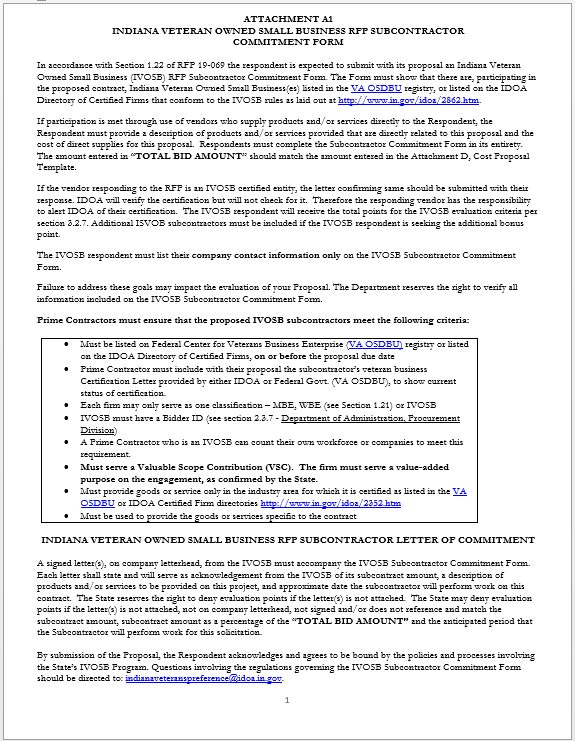 ATTACHMENT A1
INDIANA VETERAN OWNED SMALL BUSINESS RFP SUBCONTRACTOR
COMMITMENT FORM
In accordance with Section 1.22 of RFP 19-069 the respondent is expected to submit with its proposal an Indiana Veteran
Owned Small Business (IVOSB) RFP Subcontractor Commitment Form. The Form must show that there are, participating in
the proposed contract, Indiana Veteran Owned Small Business(es) listed in the VA OSDBU registry, or listed on the IDOA
Directory of Certified Firms that conform to the IVOSB rules as laid out at http://www.in.gov/idoa/2862.htm.
If participation is met through use of vendors who supply products and/or services directly to the Respondent, the
Respondent must provide a description of products and/or services provided that are directly related to this proposal and the
cost of direct supplies for this proposal. Respondents must complete the Subcontractor Commitment Form in its entirety.
The amount entered in “TOTAL BID AMOUNT” should match the amount entered in the Attachment D, Cost Proposal
Template.
If the vendor responding to the RFP is an IVOSB certified entity, the letter confirming same should be submitted with their
response. IDOA will verify the certification but will not check for it. Therefore the responding vendor has the responsibility
to alert IDOA of their certification. The IVOSB respondent will receive the total points for the IVOSB evaluation criteria per
section 3.2.7. Additional ISVOB subcontractors must be included if the IVOSB respondent is seeking the additional bonus
point.
The IVOSB respondent must list their company contact information only on the IVOSB Subcontractor Commitment
Form.
Failure to address these goals may impact the evaluation of your Proposal. The Department reserves the right to verify all
information included on the IVOSB Subcontractor Commitment Form.
Prime Contractors must ensure that the proposed IVOSB subcontractors meet the following criteria:
• Must be listed on Federal Center for Veterans Business Enterprise (VA OSDBU) registry or listed
on the IDOA Directory of Certified Firms, on or before the proposal due date
• Prime Contractor must include with their proposal the subcontractor’s veteran business
Certification Letter provided by either IDOA or Federal Govt. (VA OSDBU), to show current
status of certification.
• Each firm may only serve as one classification – MBE, WBE (see Section 1.21) or IVOSB
• IVOSB must have a Bidder ID (see section 2.3.7 - Department of Administration, Procurement
Division)
• A Prime Contractor who is an IVOSB can count their own workforce or companies to meet this
requirement.
• Must serve a Valuable Scope Contribution (VSC). The firm must serve a value-added
purpose on the engagement, as confirmed by the State.
• Must provide goods or service only in the industry area for which it is certified as listed in the VA
OSDBU or IDOA Certified Firm directories http://www.in.gov/idoa/2352.htm
• Must be used to provide the goods or services specific to the contract
INDIANA VETERAN OWNED SMALL BUSINESS RFP SUBCONTRACTOR LETTER OF COMMITMENT
A signed letter(s), on company letterhead, from the IVOSB must accompany the IVOSB Subcontractor Commitment Form.
Each letter shall state and will serve as acknowledgement from the IVOSB of its subcontract amount, a description of
products and/or services to be provided on this project, and approximate date the subcontractor will perform work on this
contract. The State reserves the right to deny evaluation points if the letter(s) is not attached. The State may deny evaluation
points if the letter(s) is not attached, not on company letterhead, not signed and/or does not reference and match the
subcontract amount, subcontract amount as a percentage of the “TOTAL BID AMOUNT” and the anticipated period that
the Subcontractor will perform work for this solicitation.
By submission of the Proposal, the Respondent acknowledges and agrees to be bound by the policies and processes involving
the State’s IVOSB Program. Questions involving the regulations governing the IVOSB Subcontractor Commitment Form
should be directed to: indianaveteranspreference@idoa.in.gov.
1